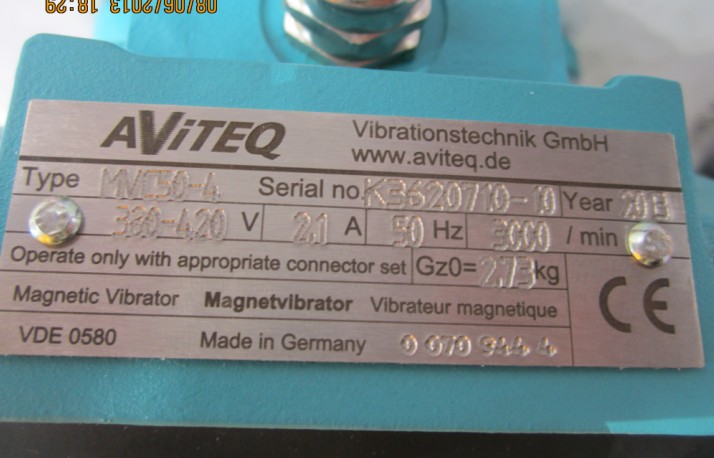 08/06/2013 18:29
AViTEQ
Vibrationstechnik GmbH
www.aviteq.de
Type MVC50-4 Serial no. K3620710-10 Year 2013
380-420 V 2.1 A 50 Hz 3000 / min
Operate only with appropriate connector set Gz0= 2.73 kg
Magnetic Vibrator Magnetvibrator Vibrateur magnetique
CE
VDE 0580 Made in Germany 0 070 944 4